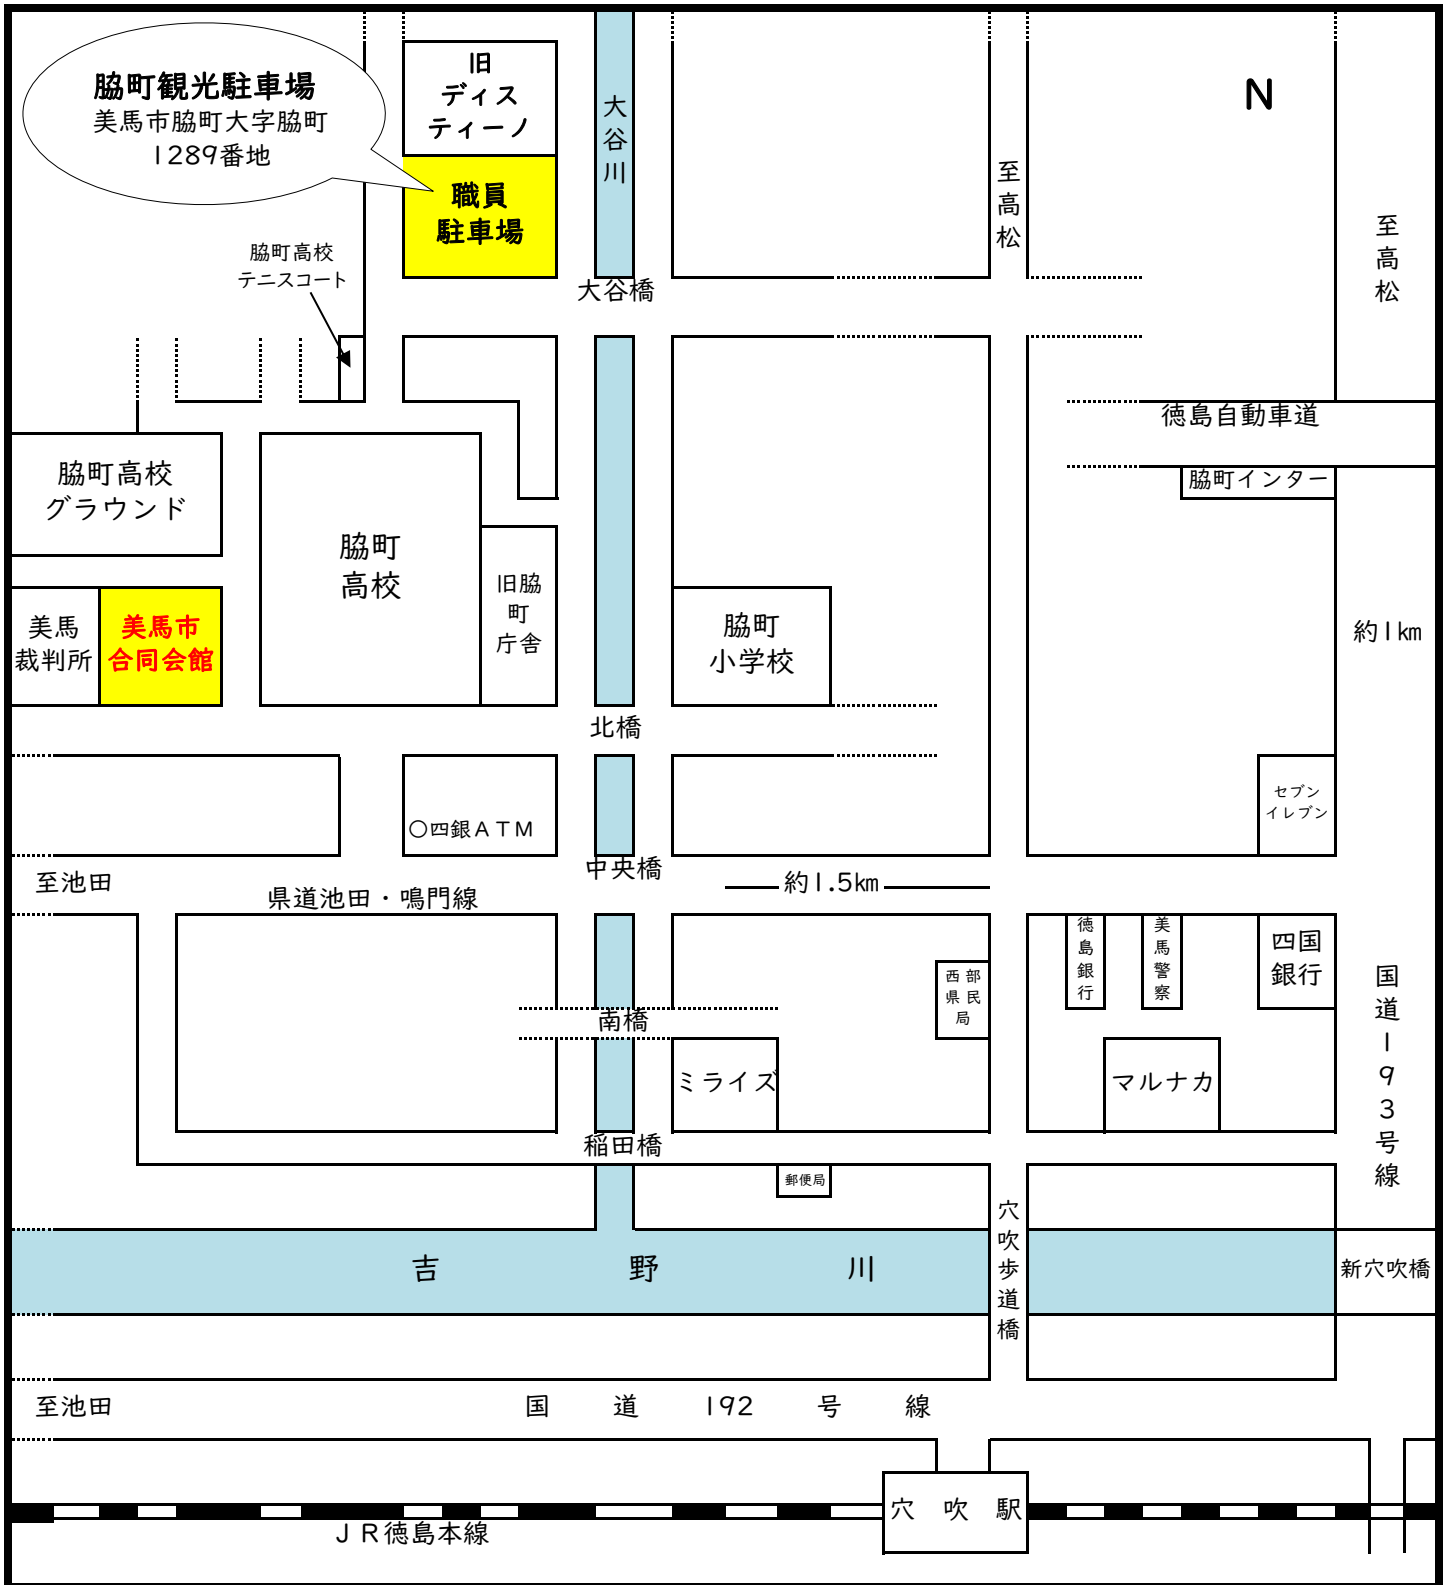 脇町観光駐車場
美馬市脇町大字脇町
1289番地
旧
ディス
ティーノ
職員
駐車場
大谷川
至高松
N
至高松
脇町高校
テニスコート
大谷橋
徳島自動車道
脇町インター
脇町高校
グラウンド
脇町
高校
旧脇
町
庁舎
美馬
裁判所
美馬市
合同会館
脇町
小学校
約1km
北橋
セブン
イレブン
〇四銀ATM
中央橋
至池田
県道池田・鳴門線
約1.5km
徳島銀行
美馬警察
四国
銀行
西部
県民
局
国道193号線
南橋
ミライズ
マルナカ
稲田橋
郵便局
穴吹歩道橋
吉野川
新穴吹橋
至池田
国道192号線
穴吹駅
JR徳島本線